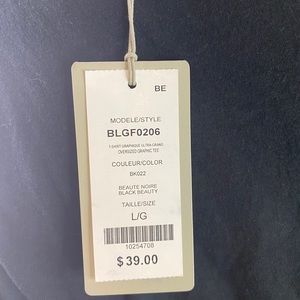 BE
MODELE/STYLE
BLGF0206
T-SHIRT GRAPHIQUE ULTRA GRAND
OVERSIZED GRAPHIC TEE
COULEUR/COLOR
BK022
BEAUTE NOIRE
BLACK BEAUTY
TAILLE/SIZE
L/G
10254708
$39.00